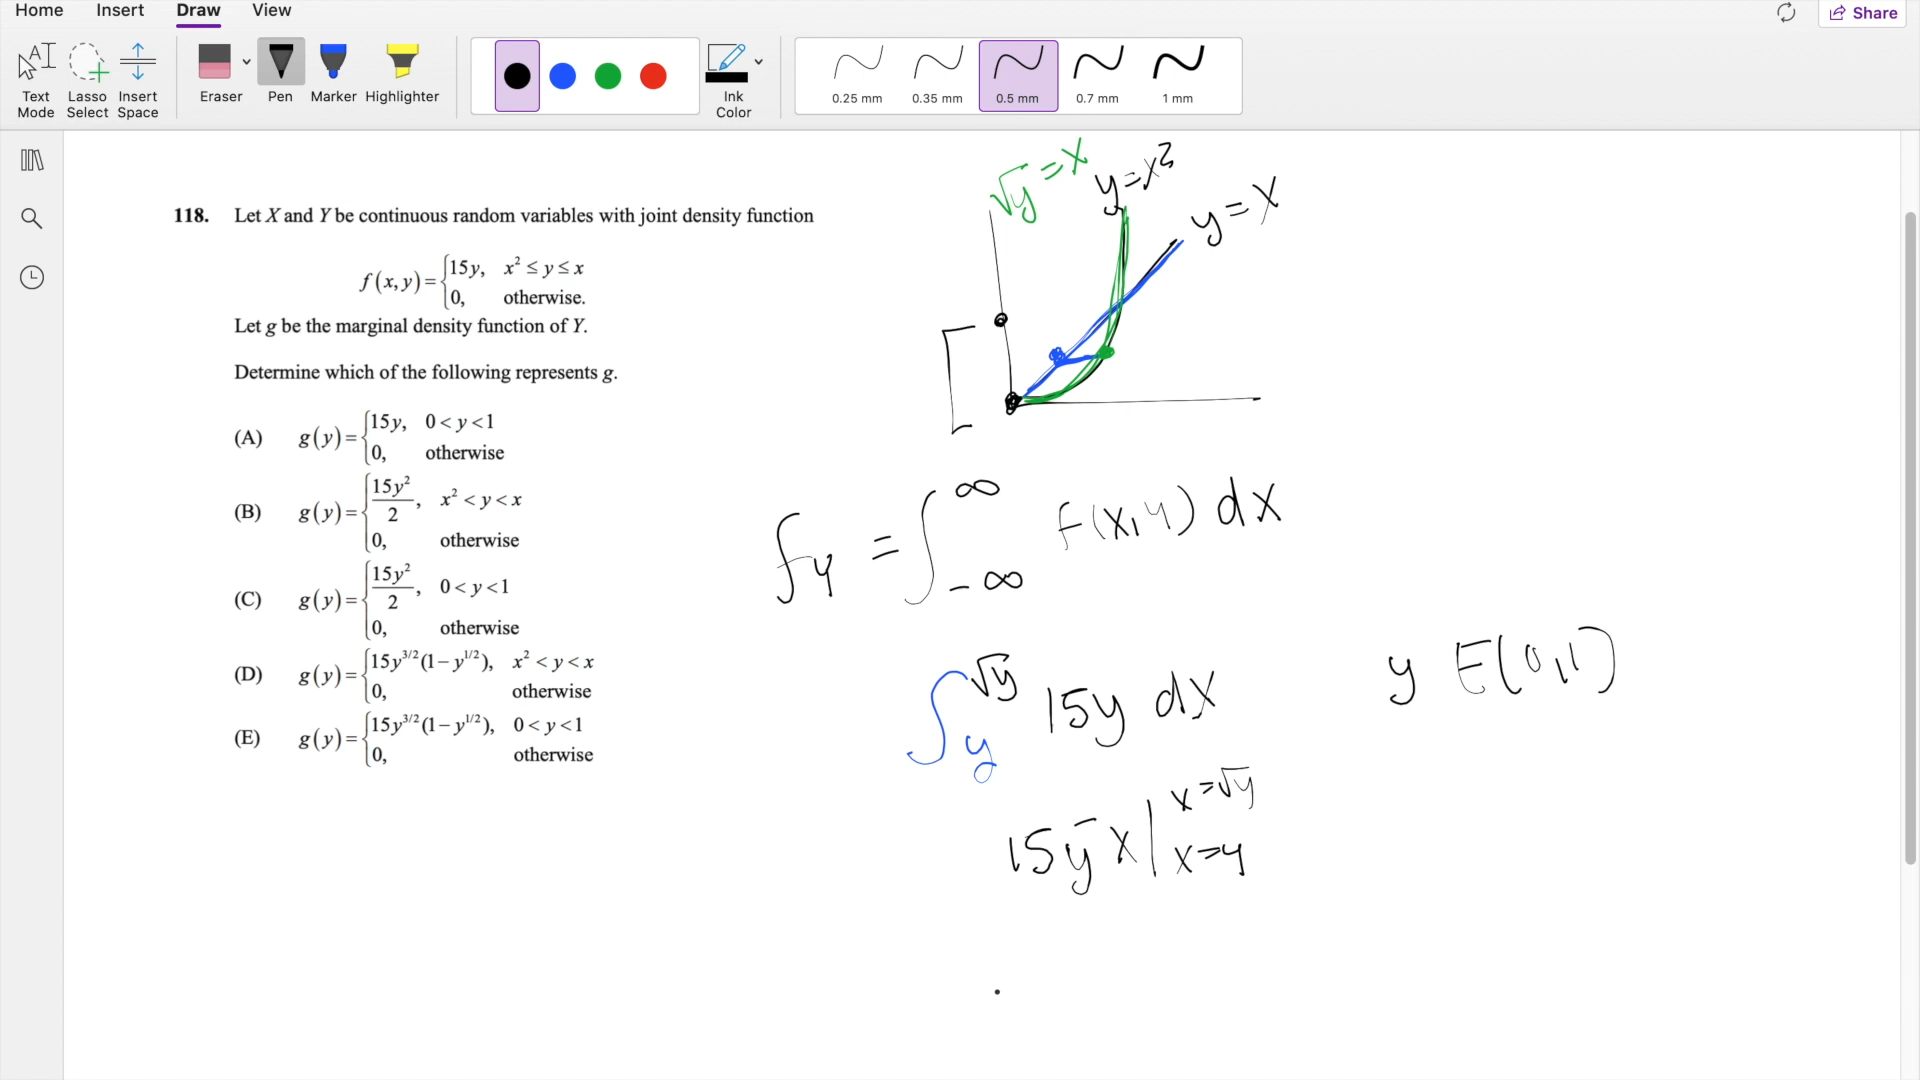 Home Insert Draw View
Share
Text Mode
Lasso Select
Insert Space
Eraser
Pen
Marker
Highlighter
Ink Color
0.25 mm
0.35 mm
0.5 mm
0.7 mm
1 mm
118. Let X and Y be continuous random variables with joint density function
f(x,y)={15y, x² ≤ y ≤ x
0, otherwise.
Let g be the marginal density function of Y.
Determine which of the following represents g.
(A) g(y)={15y, 0<y<1
0, otherwise
(B) g(y)={15y²/2, x²<y<x
0, otherwise
(C) g(y)={15y²/2, 0<y<1
0, otherwise
(D) g(y)={15y^{3/2}(1−y^{1/2}), x²<y<x
0, otherwise
(E) g(y)={15y^{3/2}(1−y^{1/2}), 0<y<1
0, otherwise
√y = x
y=x²
y=x
f_y = ∫_{-∞}^{∞} f(x,y) dx
∫_y^{√y} 15y dx
y E(0,1)
15y x | x=√y
x=y